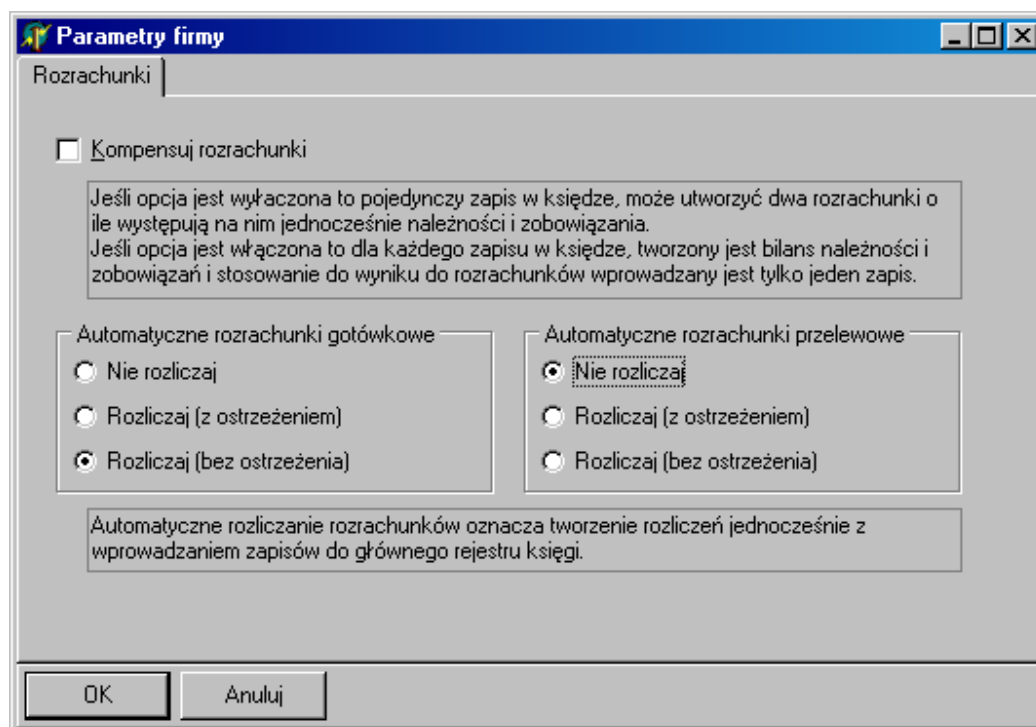 Parametry firmy
Rozrachunki
Kompensuj rozrachunki
Jeśli opcja jest wyłaczona to pojedynczy zapis w księdze, może utworzyć dwa rozrachunki o
ile występują na nim jednocześnie należności i zobowiązania.
Jeśli opcja jest włączona to dla każdego zapisu w księdze, tworzony jest bilans należności i
zobowiązań i stosowanie do wyniku do rozrachunków wprowadzany jest tylko jeden zapis.
Automatyczne rozrachunki gotówkowe
Nie rozliczaj
Rozliczaj (z ostrzeżeniem)
Rozliczaj (bez ostrzeżenia)
Automatyczne rozrachunki przelewowe
Nie rozliczaj
Rozliczaj (z ostrzeżeniem)
Rozliczaj (bez ostrzeżenia)
Automatyczne rozliczanie rozrachunków oznacza tworzenie rozliczeń jednocześnie z
wprowadzaniem zapisów do głównego rejestru księgi.
OK
Anuluj